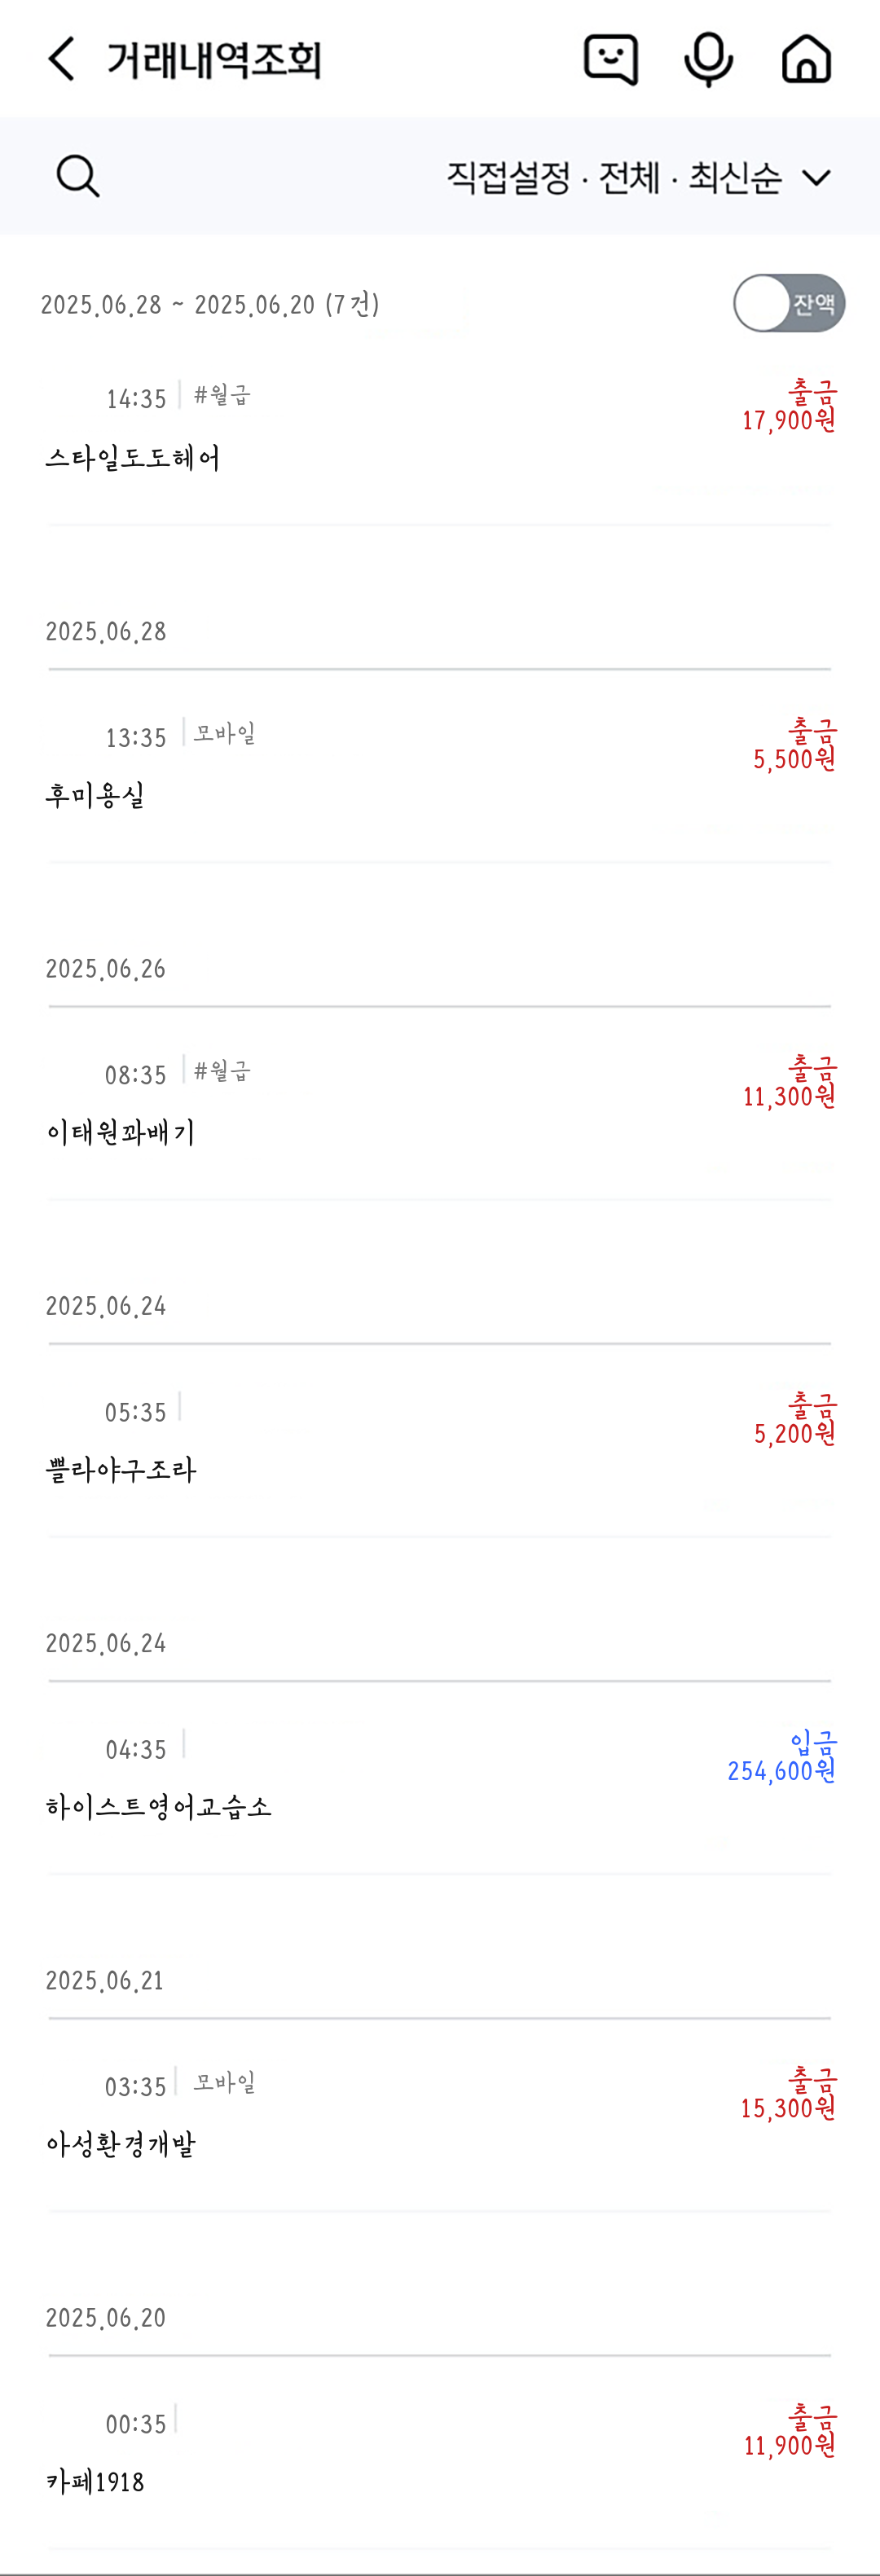 거래내역조회
직접설정 · 전체 · 최신순
2025.06.28 ~ 2025.06.20 (7건)
잔액
14:35 #월급
출금
17,900원
스타일도도헤어
2025.06.28
13:35 모바일
출금
5,500원
후미용실
2025.06.26
08:35 #월급
출금
11,300원
이태원꽈배기
2025.06.24
05:35
출금
5,200원
쁠라야구조라
2025.06.24
04:35
입금
254,600원
하이스트영어교습소
2025.06.21
03:35 모바일
출금
15,300원
아성환경개발
2025.06.20
00:35
출금
11,900원
카페1918